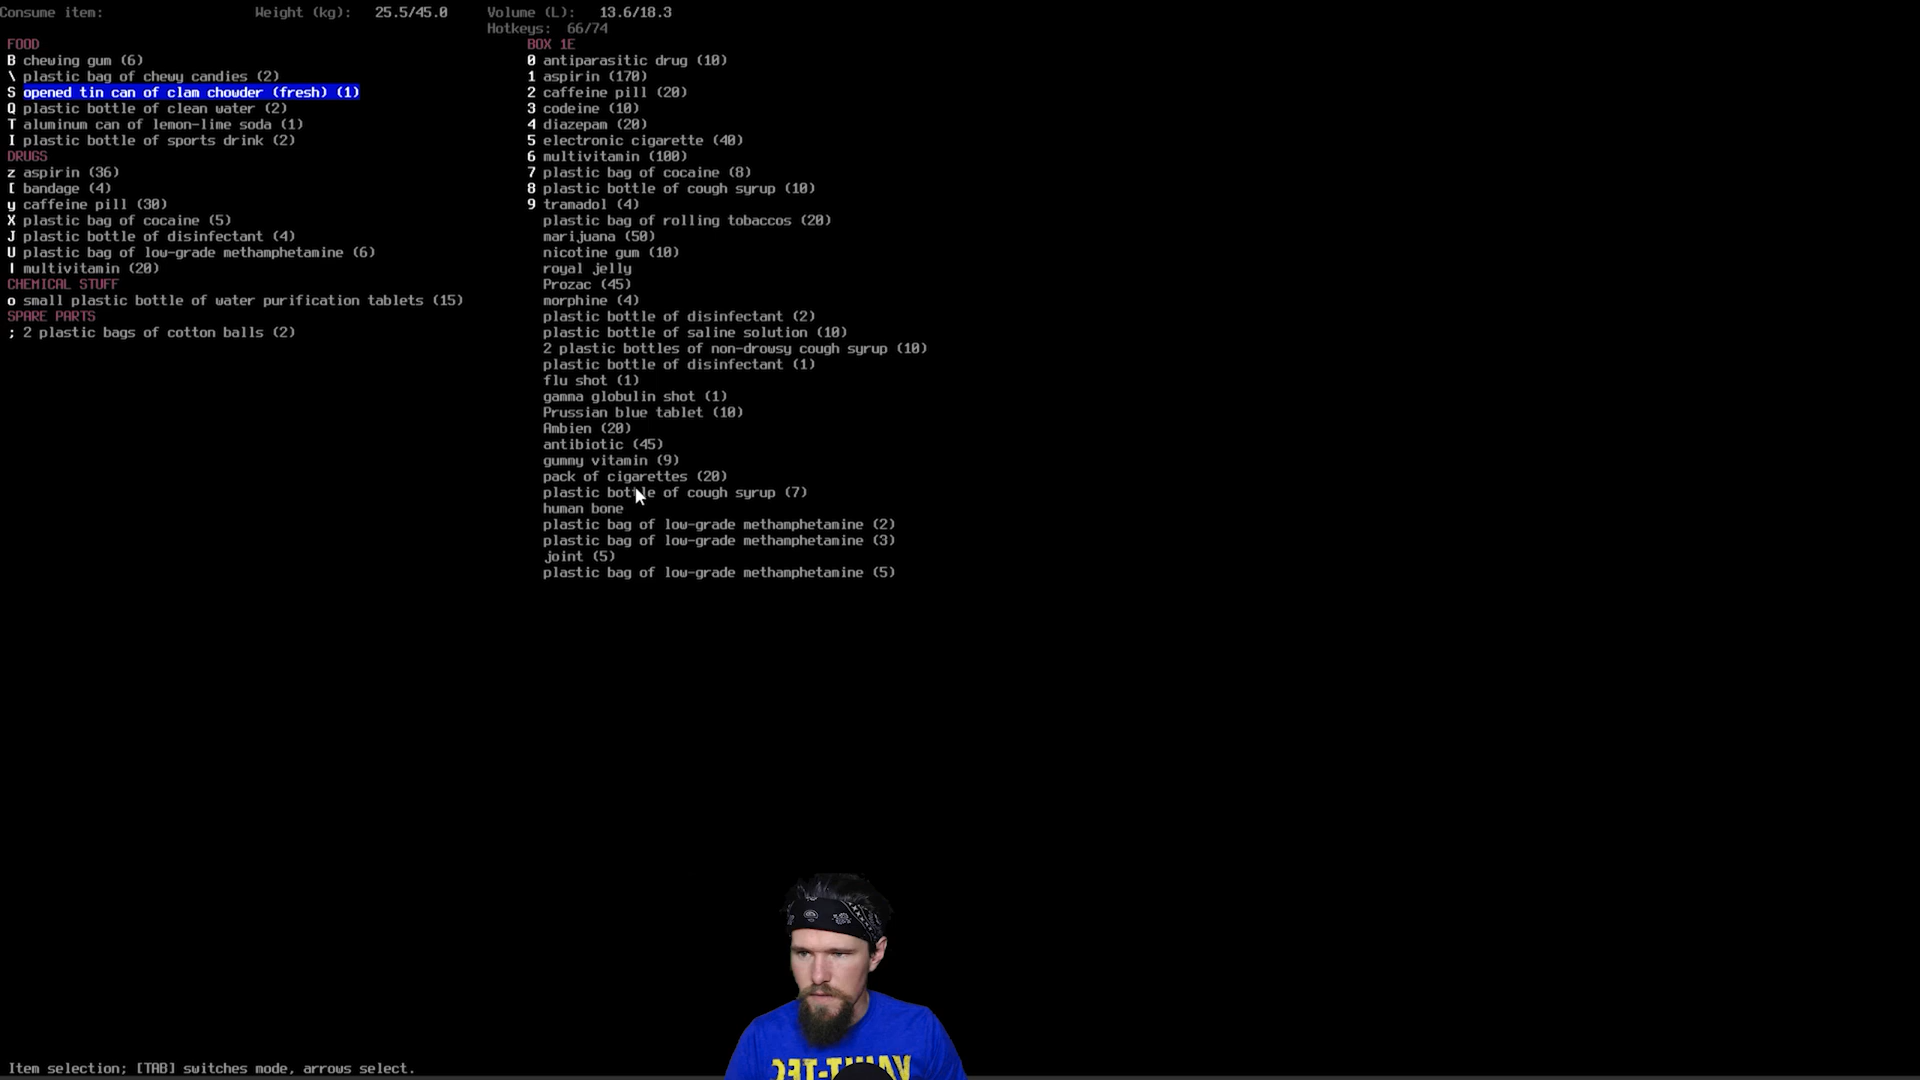 Consume item: Weight (kg): 25.5/45.0 Volume (L): 13.6/18.3
Hotkeys: 66/74
FOOD
B chewing gum (6)
\ plastic bag of chewy candies (2)
S opened tin can of clam chowder (fresh) (1)
Q plastic bottle of clean water (2)
T aluminum can of lemon-lime soda (1)
I plastic bottle of sports drink (2)
DRUGS
z aspirin (36)
[ bandage (4)
y caffeine pill (30)
X plastic bag of cocaine (5)
J plastic bottle of disinfectant (4)
U plastic bag of low-grade methamphetamine (6)
| multivitamin (20)
CHEMICAL STUFF
o small plastic bottle of water purification tablets (15)
SPARE PARTS
; 2 plastic bags of cotton balls (2)
BOX 1E
0 antiparasitic drug (10)
1 aspirin (170)
2 caffeine pill (20)
3 codeine (10)
4 diazepam (20)
5 electronic cigarette (40)
6 multivitamin (100)
7 plastic bag of cocaine (8)
8 plastic bottle of cough syrup (10)
9 tramadol (4)
plastic bag of rolling tobaccos (20)
marijuana (50)
nicotine gum (10)
royal jelly
Prozac (45)
morphine (4)
plastic bottle of disinfectant (2)
plastic bottle of saline solution (10)
2 plastic bottles of non-drowsy cough syrup (10)
plastic bottle of disinfectant (1)
flu shot (1)
gamma globulin shot (1)
Prussian blue tablet (10)
Ambien (20)
antibiotic (45)
gummy vitamin (9)
pack of cigarettes (20)
plastic bottle of cough syrup (7)
human bone
plastic bag of low-grade methamphetamine (2)
plastic bag of low-grade methamphetamine (3)
joint (5)
plastic bag of low-grade methamphetamine (5)
Item selection; [TAB] switches mode, arrows select.